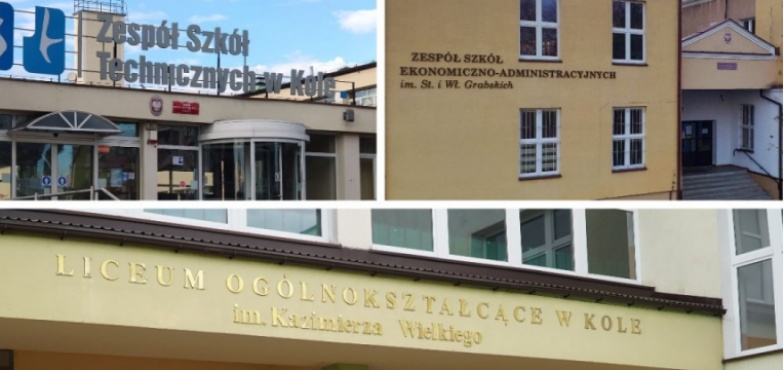 Zespół Szkół
Technicznych w Kole
ZESPÓŁ SZKÓŁ
EKONOMICZNO-ADMINISTRACYJNYCH
im. St. i Wł. Grabskich
LICEUM OGÓLNOKSZTAŁCĄCE W KOLE
im. Kazimierza Wielkiego